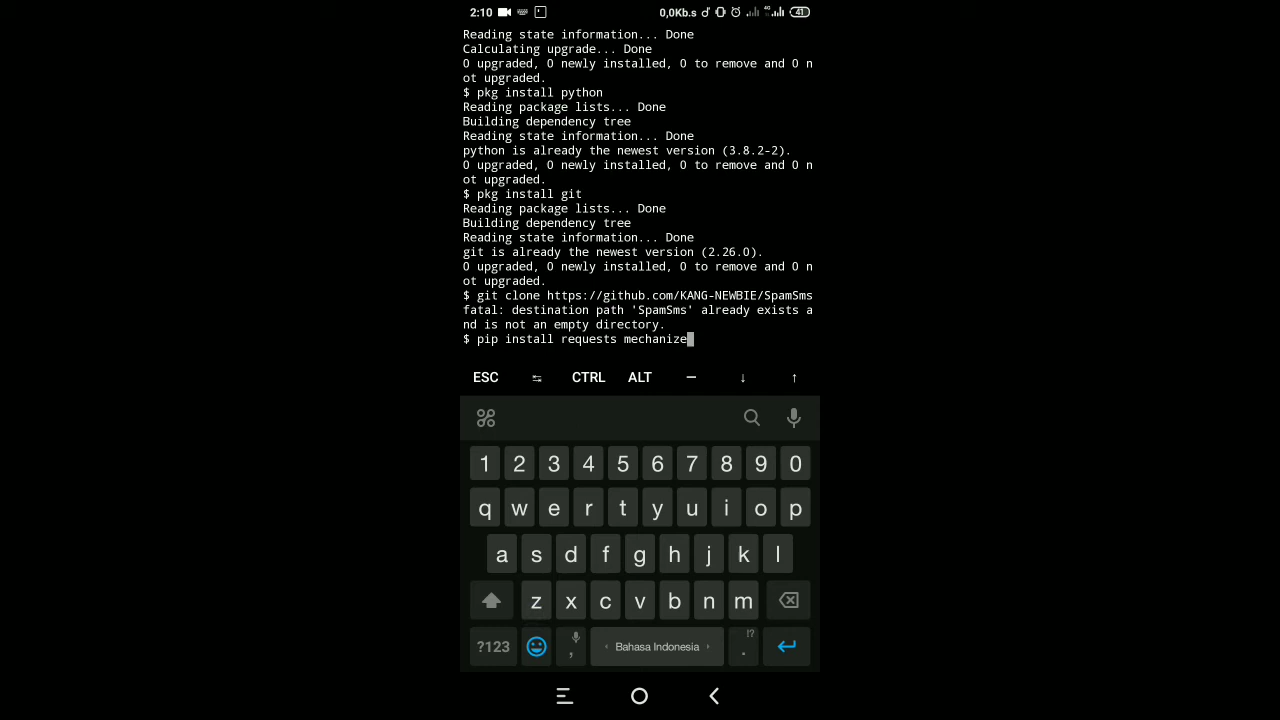 2:10 0,0Kb.s 4G 41
Reading state information... Done
Calculating upgrade... Done
0 upgraded, 0 newly installed, 0 to remove and 0 n
ot upgraded.
$ pkg install python
Reading package lists... Done
Building dependency tree
Reading state information... Done
python is already the newest version (3.8.2-2).
0 upgraded, 0 newly installed, 0 to remove and 0 n
ot upgraded.
$ pkg install git
Reading package lists... Done
Building dependency tree
Reading state information... Done
git is already the newest version (2.26.0).
0 upgraded, 0 newly installed, 0 to remove and 0 n
ot upgraded.
$ git clone https://github.com/KANG-NEWBIE/SpamSms
fatal: destination path 'SpamSms' already exists a
nd is not an empty directory.
$ pip install requests mechanize
ESC CTRL ALT — ↓ ↑
1 2 3 4 5 6 7 8 9 0
q w e r t y u i o p
a s d f g h j k l
z x c v b n m
?123 , Bahasa Indonesia . !?